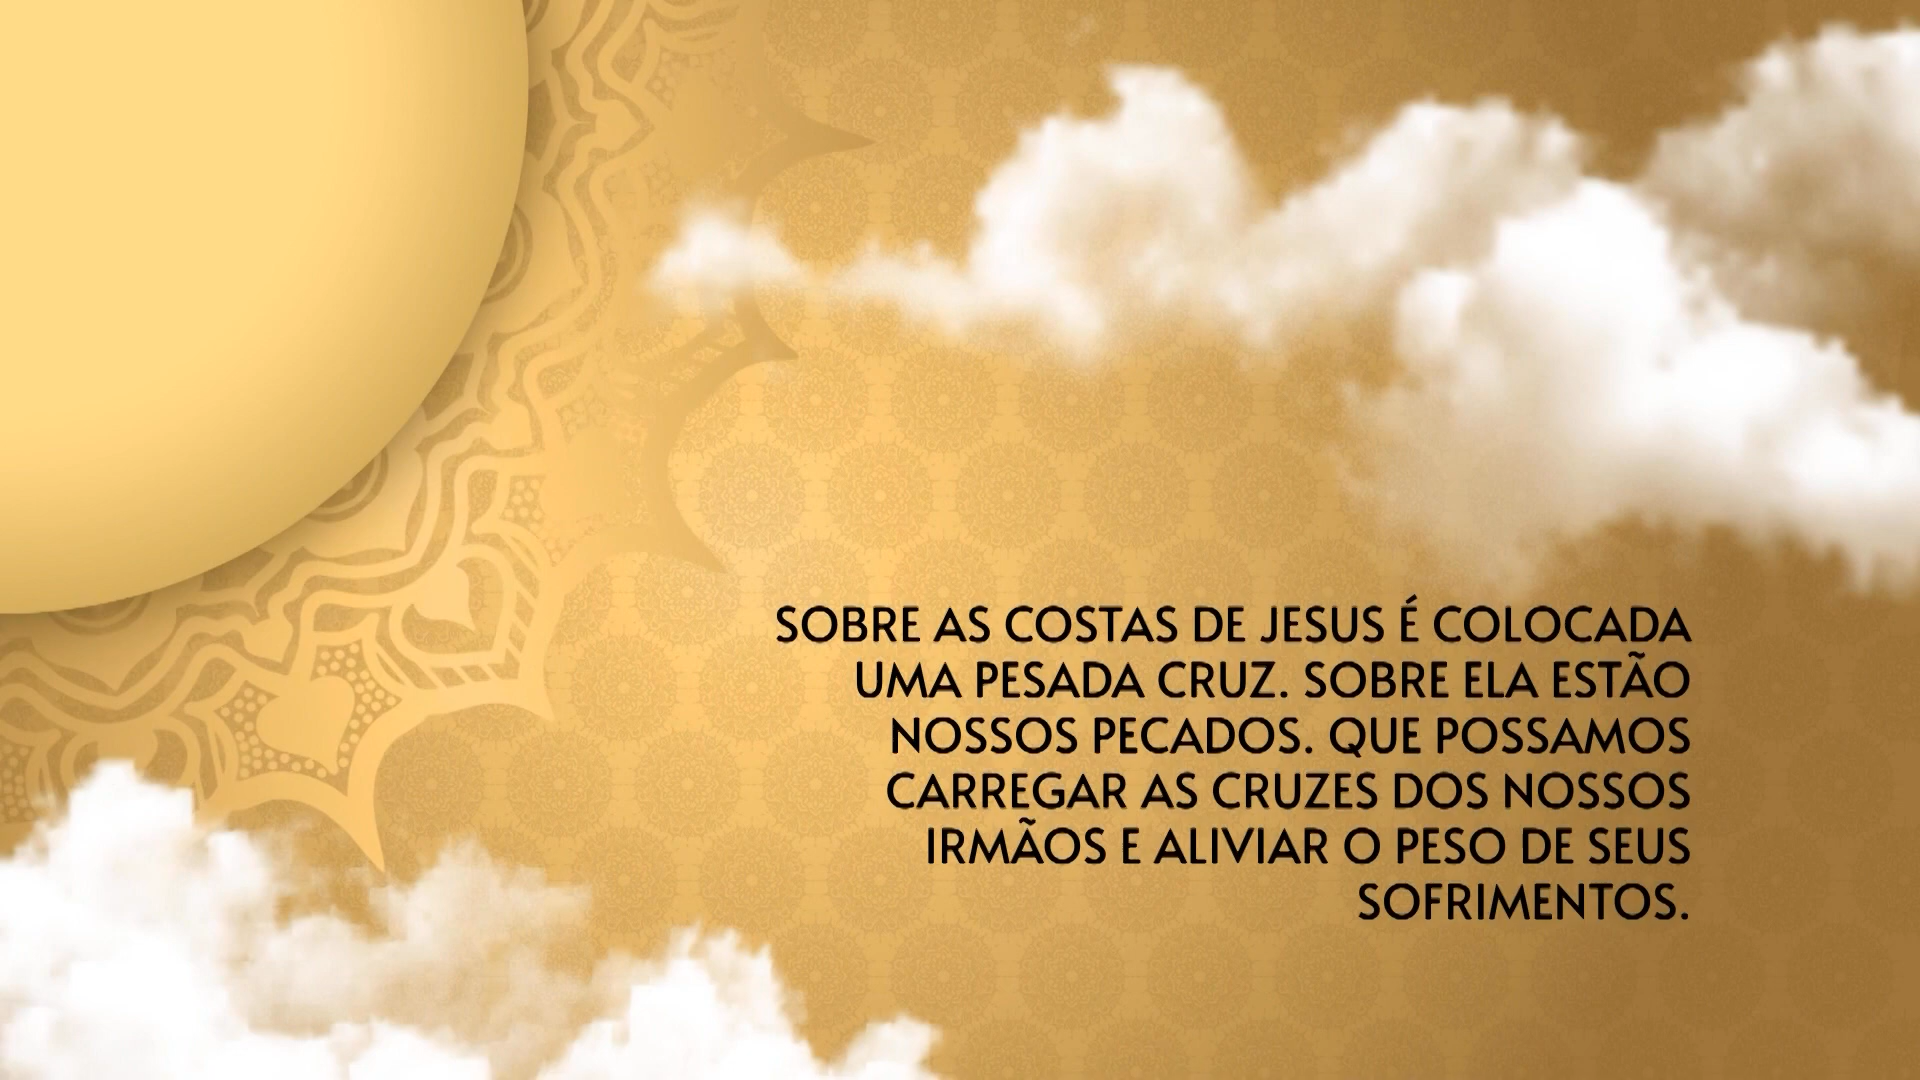 SOBRE AS COSTAS DE JESUS É COLOCADA
UMA PESADA CRUZ. SOBRE ELA ESTÃO
NOSSOS PECADOS. QUE POSSAMOS
CARREGAR AS CRUZES DOS NOSSOS
IRMÃOS E ALIVIAR O PESO DE SEUS
SOFRIMENTOS.